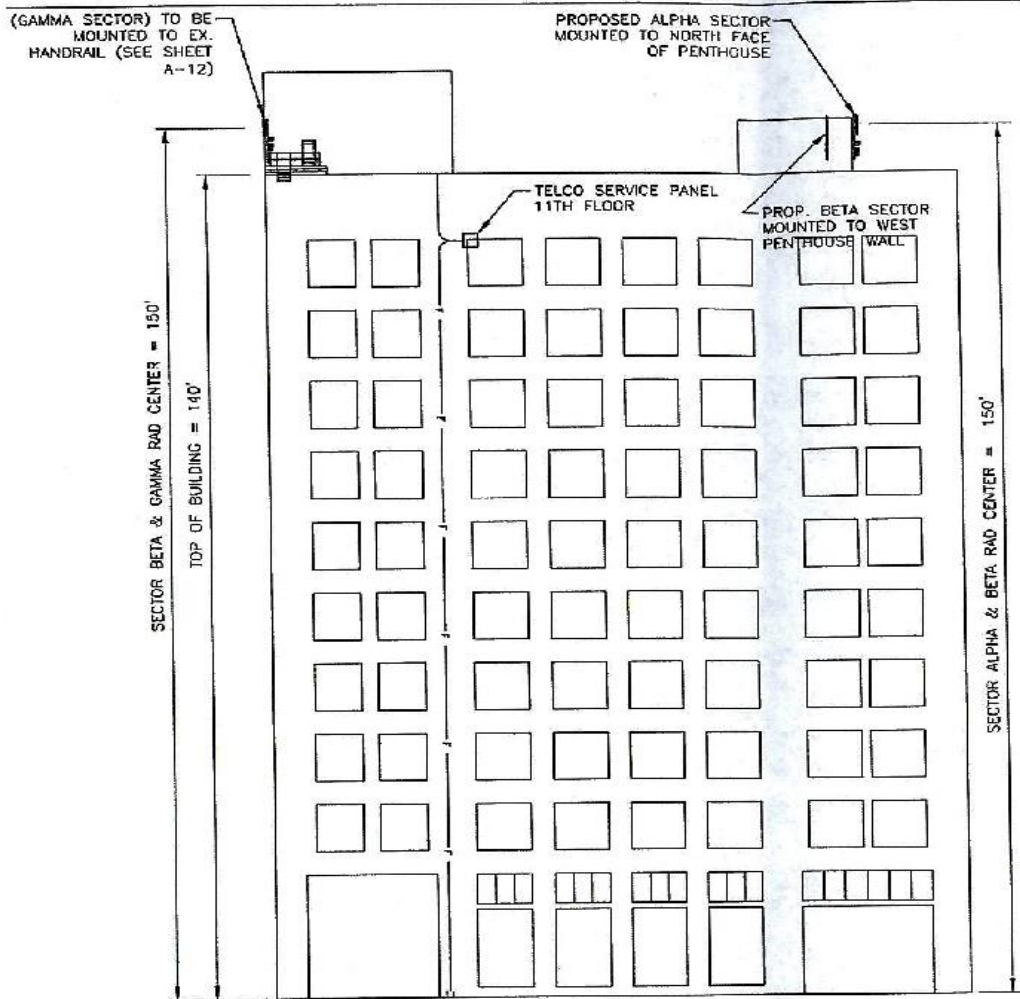 (GAMMA SECTOR) TO BE
MOUNTED TO EX.
HANDRAIL (SEE SHEET
A-12)
PROPOSED ALPHA SECTOR
MOUNTED TO NORTH FACE
OF PENTHOUSE
TELCO SERVICE PANEL
11TH FLOOR
PROP. BETA SECTOR
MOUNTED TO WEST
PENTHOUSE WALL
SECTOR BETA & GAMMA RAD CENTER = 150'
TOP OF BUILDING = 140'
SECTOR ALPHA & BETA RAD CENTER = 150'